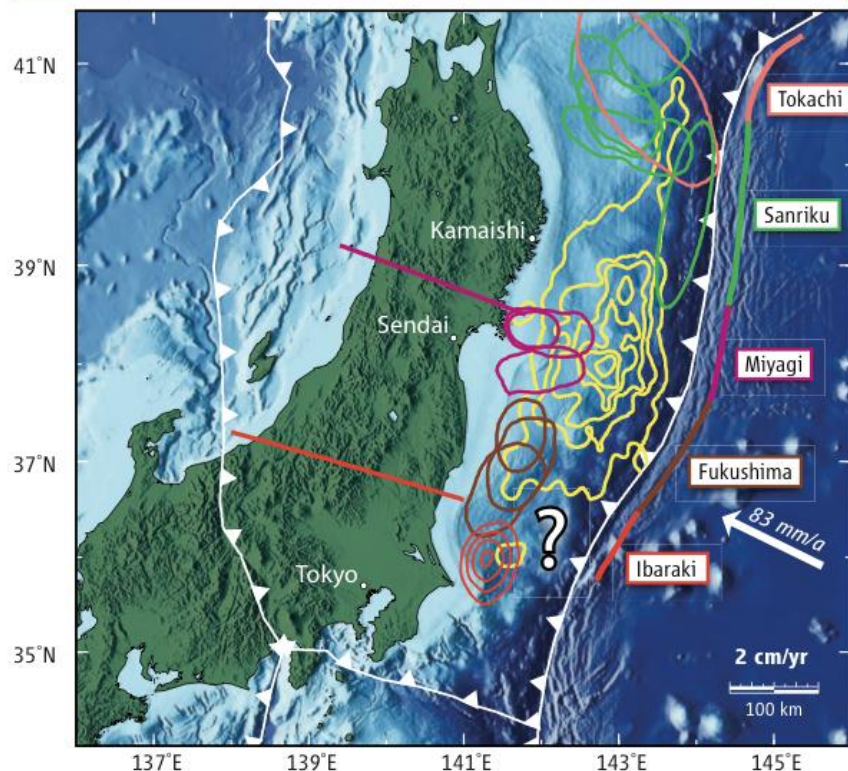 41°N
Tokachi
Sanriku
Kamaishi
39°N
Sendai
Miyagi
37°N
Fukushima
?
83 mm/a
Ibaraki
Tokyo
35°N
2 cm/yr
100 km
137°E
139°E
141°E
143°E
145°E